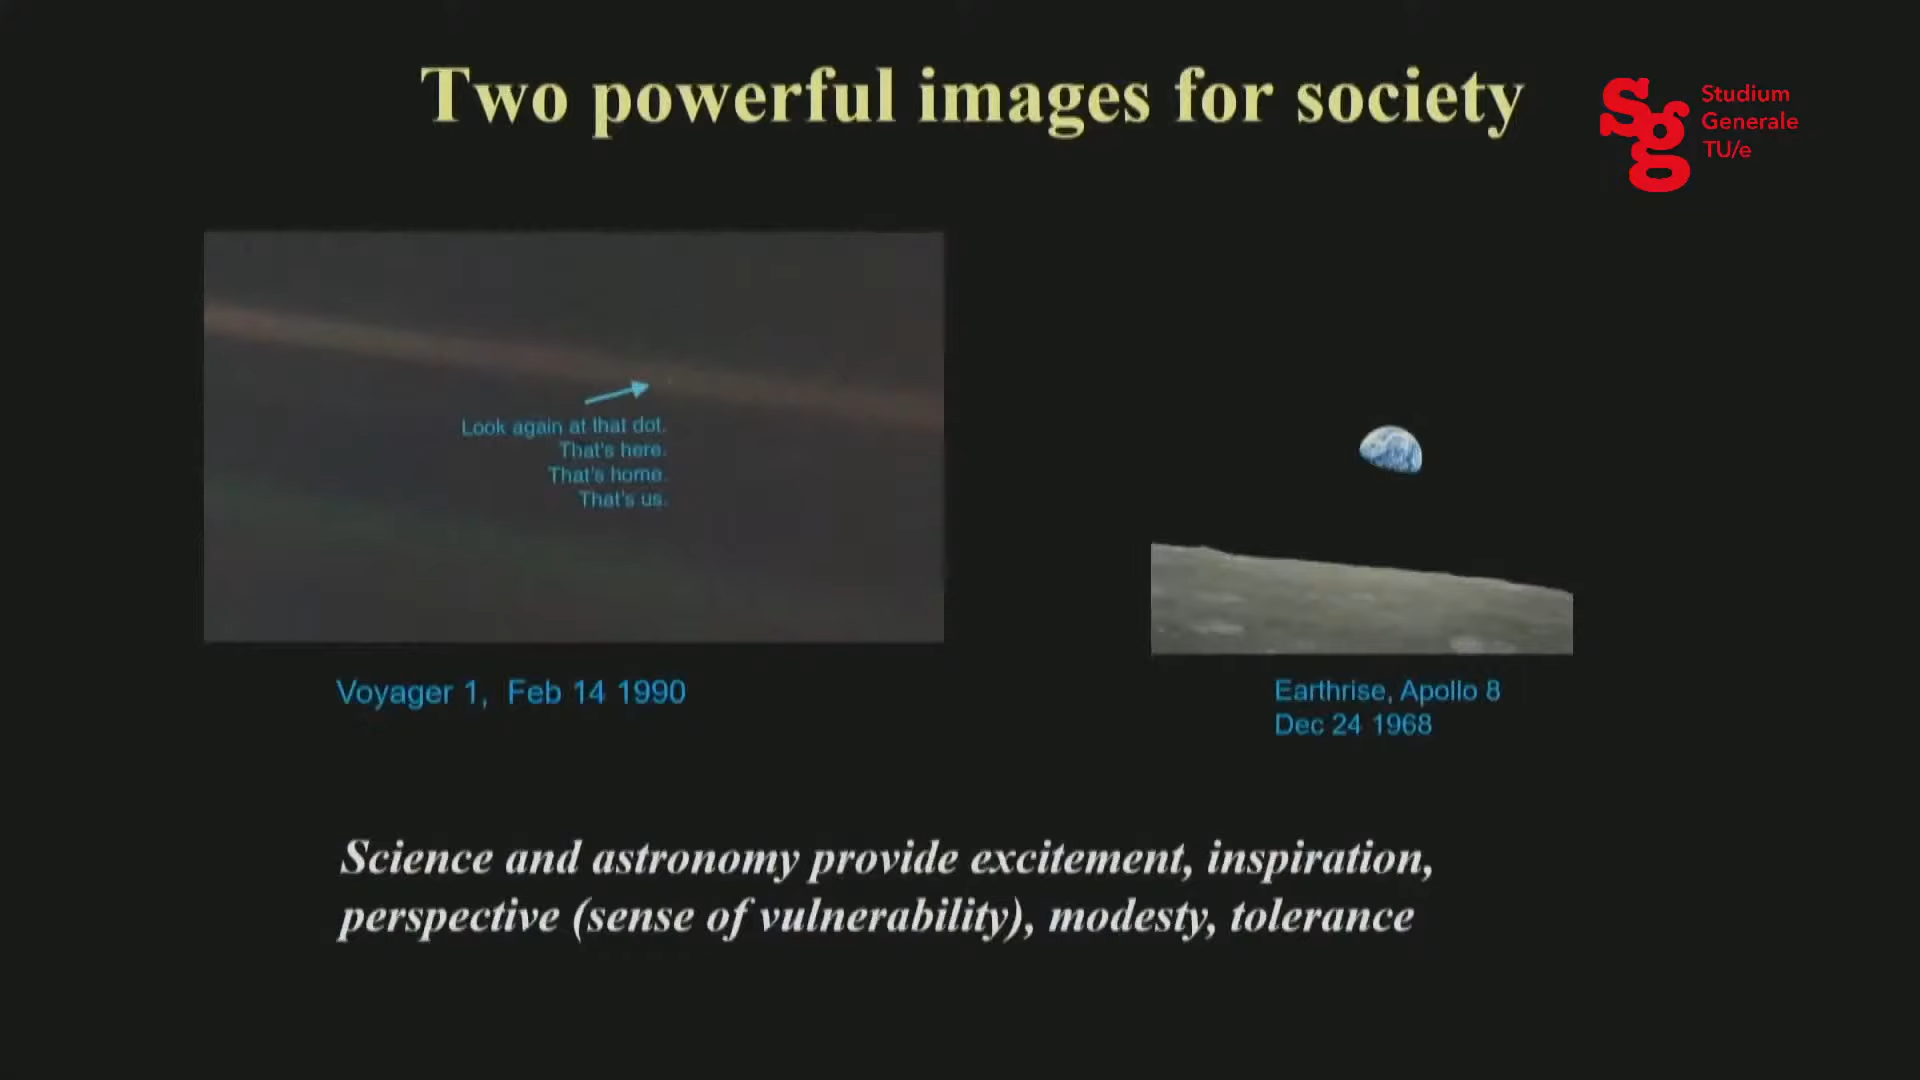 Two powerful images for society
Sgg
Studium
Generale
TU/e
Look again at that dot.
That's here.
That's home.
That's us.
Voyager 1,  Feb 14 1990
Earthrise, Apollo 8
Dec 24 1968
Science and astronomy provide excitement, inspiration,
perspective (sense of vulnerability), modesty, tolerance